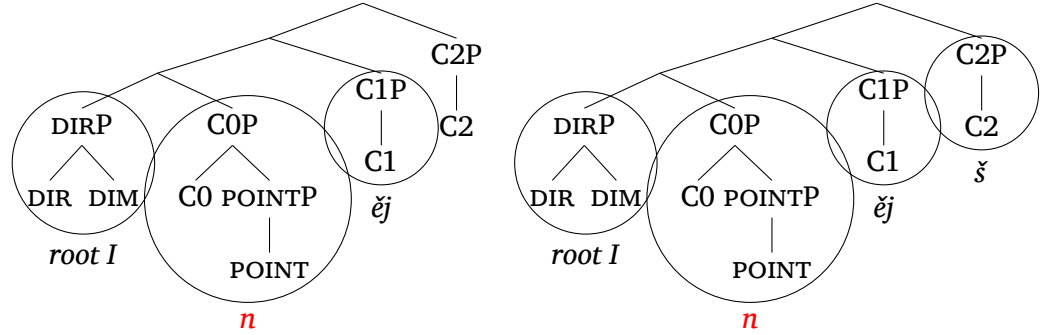 C2P C2P
C1P C1P
DIRP C0P DIRP C0P
C1 C2 C1 C2
š
DIR DIM C0 POINTP ěj DIR DIM C0 POINTP ěj
root I root I
POINT POINT
n n